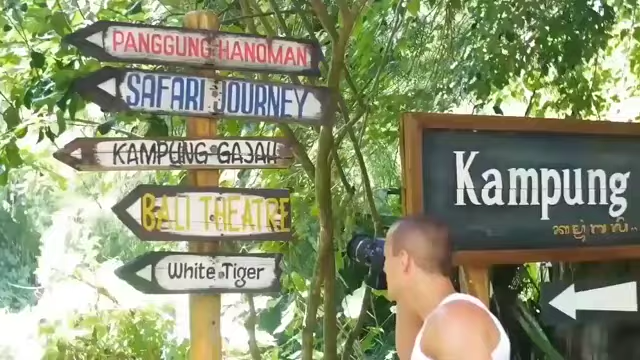 PANGGUNG HANOMAN
SAFARI JOURNEY
KAMPUNG GAJAH
BALI THEATRE
White Tiger
Kampung